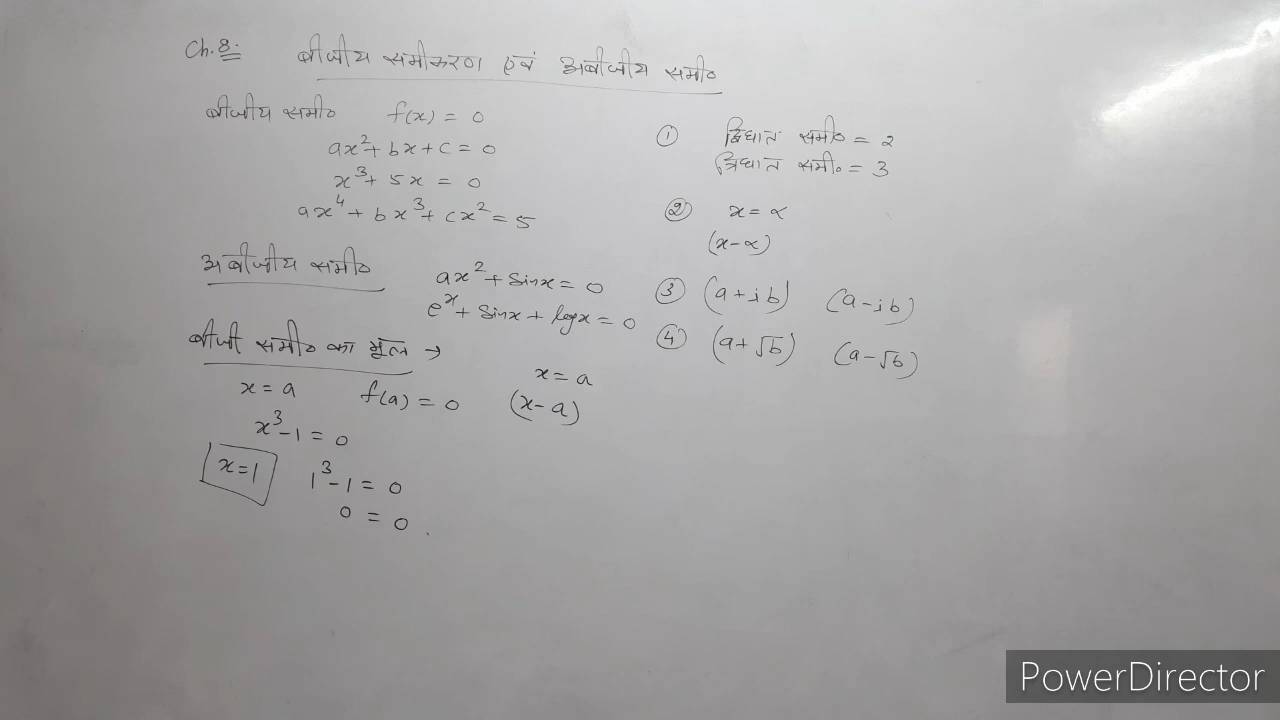 Ch.8. बीजीय समीकरण एवं अबीजीय समी०
बीजीय समी० f(x) = 0
ax² + bx + c = 0
x³ + 5x = 0
ax⁴ + bx³ + cx² = 5
अबीजीय समी०
ax² + sinx = 0
eˣ + sinx + logx = 0
बीजी समी० का मूल →
x = a f(a) = 0
x = a
(x - a)
x³ - 1 = 0
x = 1 1³ - 1 = 0
0 = 0.
① द्विघात समी० = 2
त्रिघात समी० = 3
② x = α
(x - α)
③ (a + ib) (a - ib)
④ (a + √b) (a - √b)
PowerDirector